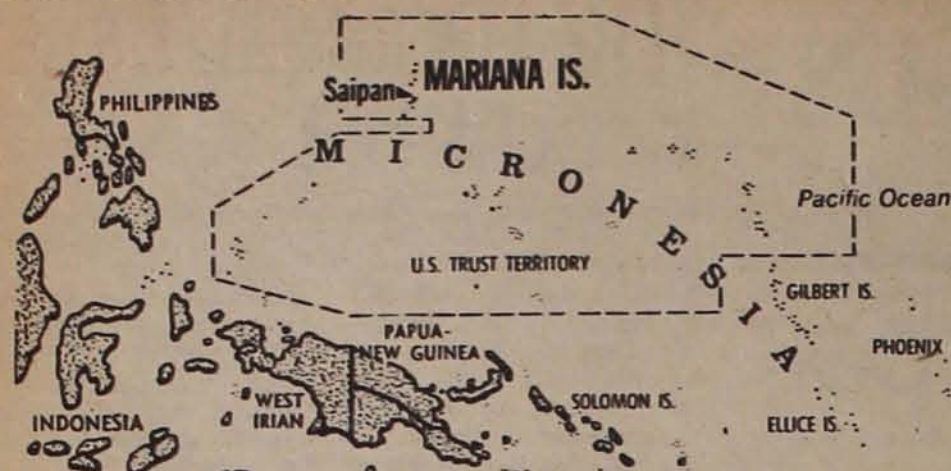 MARIANA IS.
Saipan
PHILIPPINES
MICRONESIA
Pacific Ocean
U.S. TRUST TERRITORY
GILBERT IS.
PAPUA-
NEW GUINEA
PHOENIX
WEST
IRIAN
SOLOMON IS.
INDONESIA
ELLICE IS.